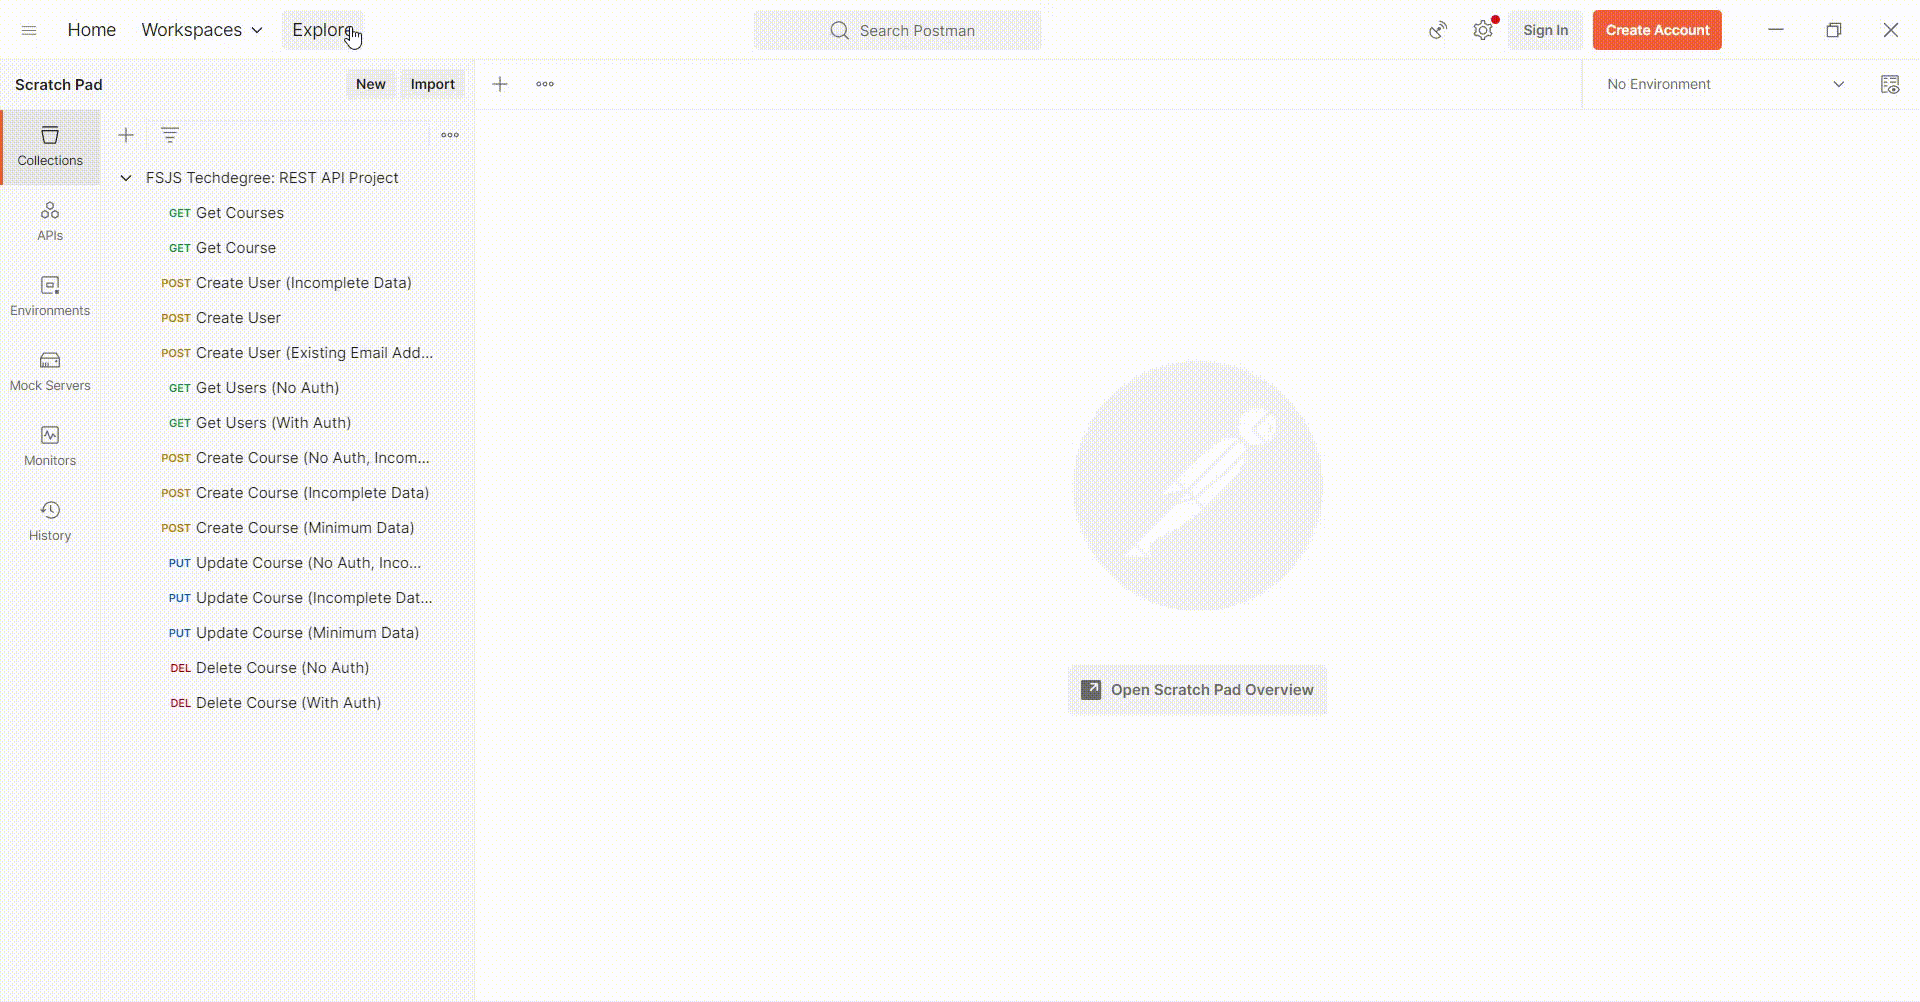 Home Workspaces Explore Search Postman Sign In Create Account
Scratch Pad New Import No Environment
Collections
APIs
Environments
Mock Servers
Monitors
History
FSJS Techdegree: REST API Project
GET Get Courses
GET Get Course
POST Create User (Incomplete Data)
POST Create User
POST Create User (Existing Email Add...
GET Get Users (No Auth)
GET Get Users (With Auth)
POST Create Course (No Auth, Incom...
POST Create Course (Incomplete Data)
POST Create Course (Minimum Data)
PUT Update Course (No Auth, Inco...
PUT Update Course (Incomplete Dat...
PUT Update Course (Minimum Data)
DEL Delete Course (No Auth)
DEL Delete Course (With Auth)
Open Scratch Pad Overview